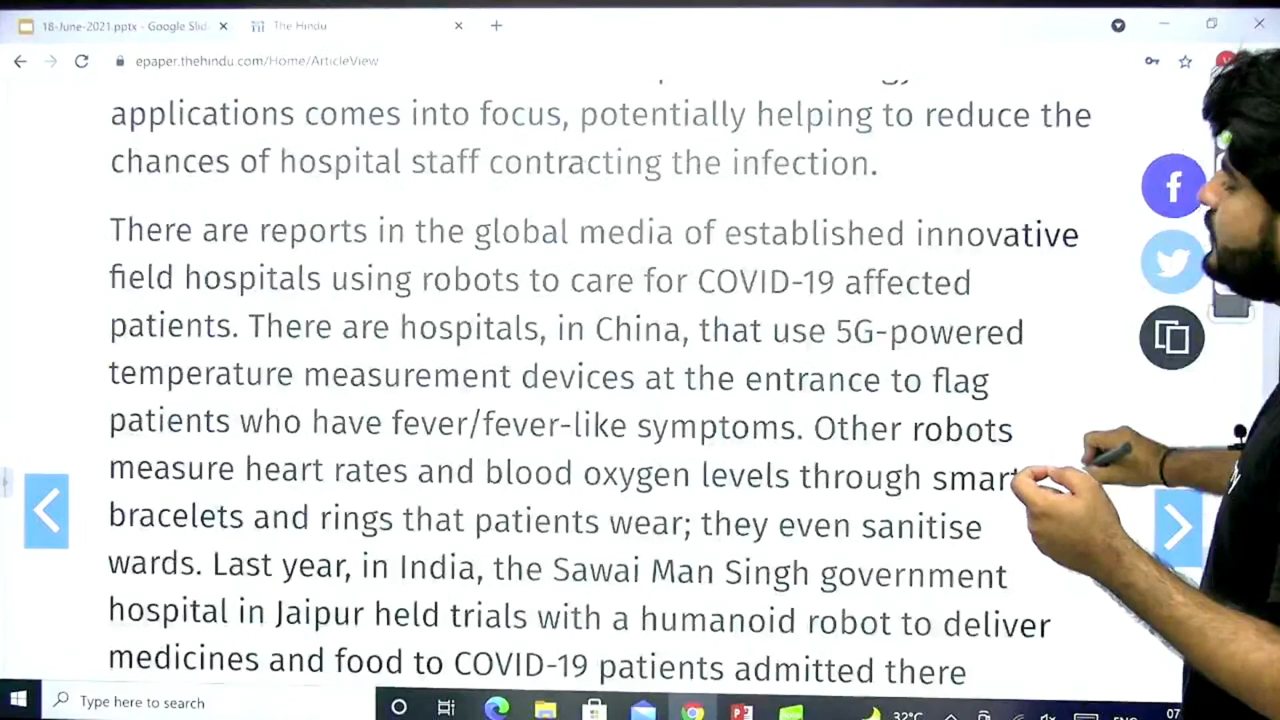 18-June-2021.pptx - Google Slid
The Hindu
epaper.thehindu.com/Home/ArticleView
applications comes into focus, potentially helping to reduce the
chances of hospital staff contracting the infection.
There are reports in the global media of established innovative
field hospitals using robots to care for COVID-19 affected
patients. There are hospitals, in China, that use 5G-powered
temperature measurement devices at the entrance to flag
patients who have fever/fever-like symptoms. Other robots
measure heart rates and blood oxygen levels through smart
bracelets and rings that patients wear; they even sanitise
wards. Last year, in India, the Sawai Man Singh government
hospital in Jaipur held trials with a humanoid robot to deliver
medicines and food to COVID-19 patients admitted there
Type here to search
32°C
07